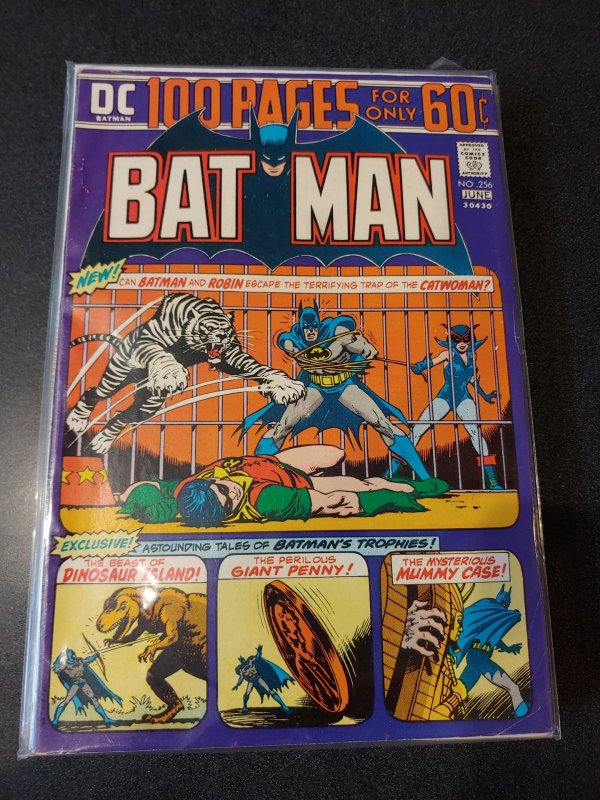 DC 100 PAGES FOR ONLY 60¢
BATMAN
BATMAN
APPROVED
BY THE
COMICS
CODE
AUTHORITY
NO. 256
JUNE
30430
NEW! CAN BATMAN AND ROBIN ESCAPE THE TERRIFYING TRAP OF THE CATWOMAN?
EXCLUSIVE! ASTOUNDING TALES OF BATMAN'S TROPHIES!
THE BEAST OF
DINOSAUR ISLAND!
THE PERILOUS
GIANT PENNY!
THE MYSTERIOUS
MUMMY CASE!